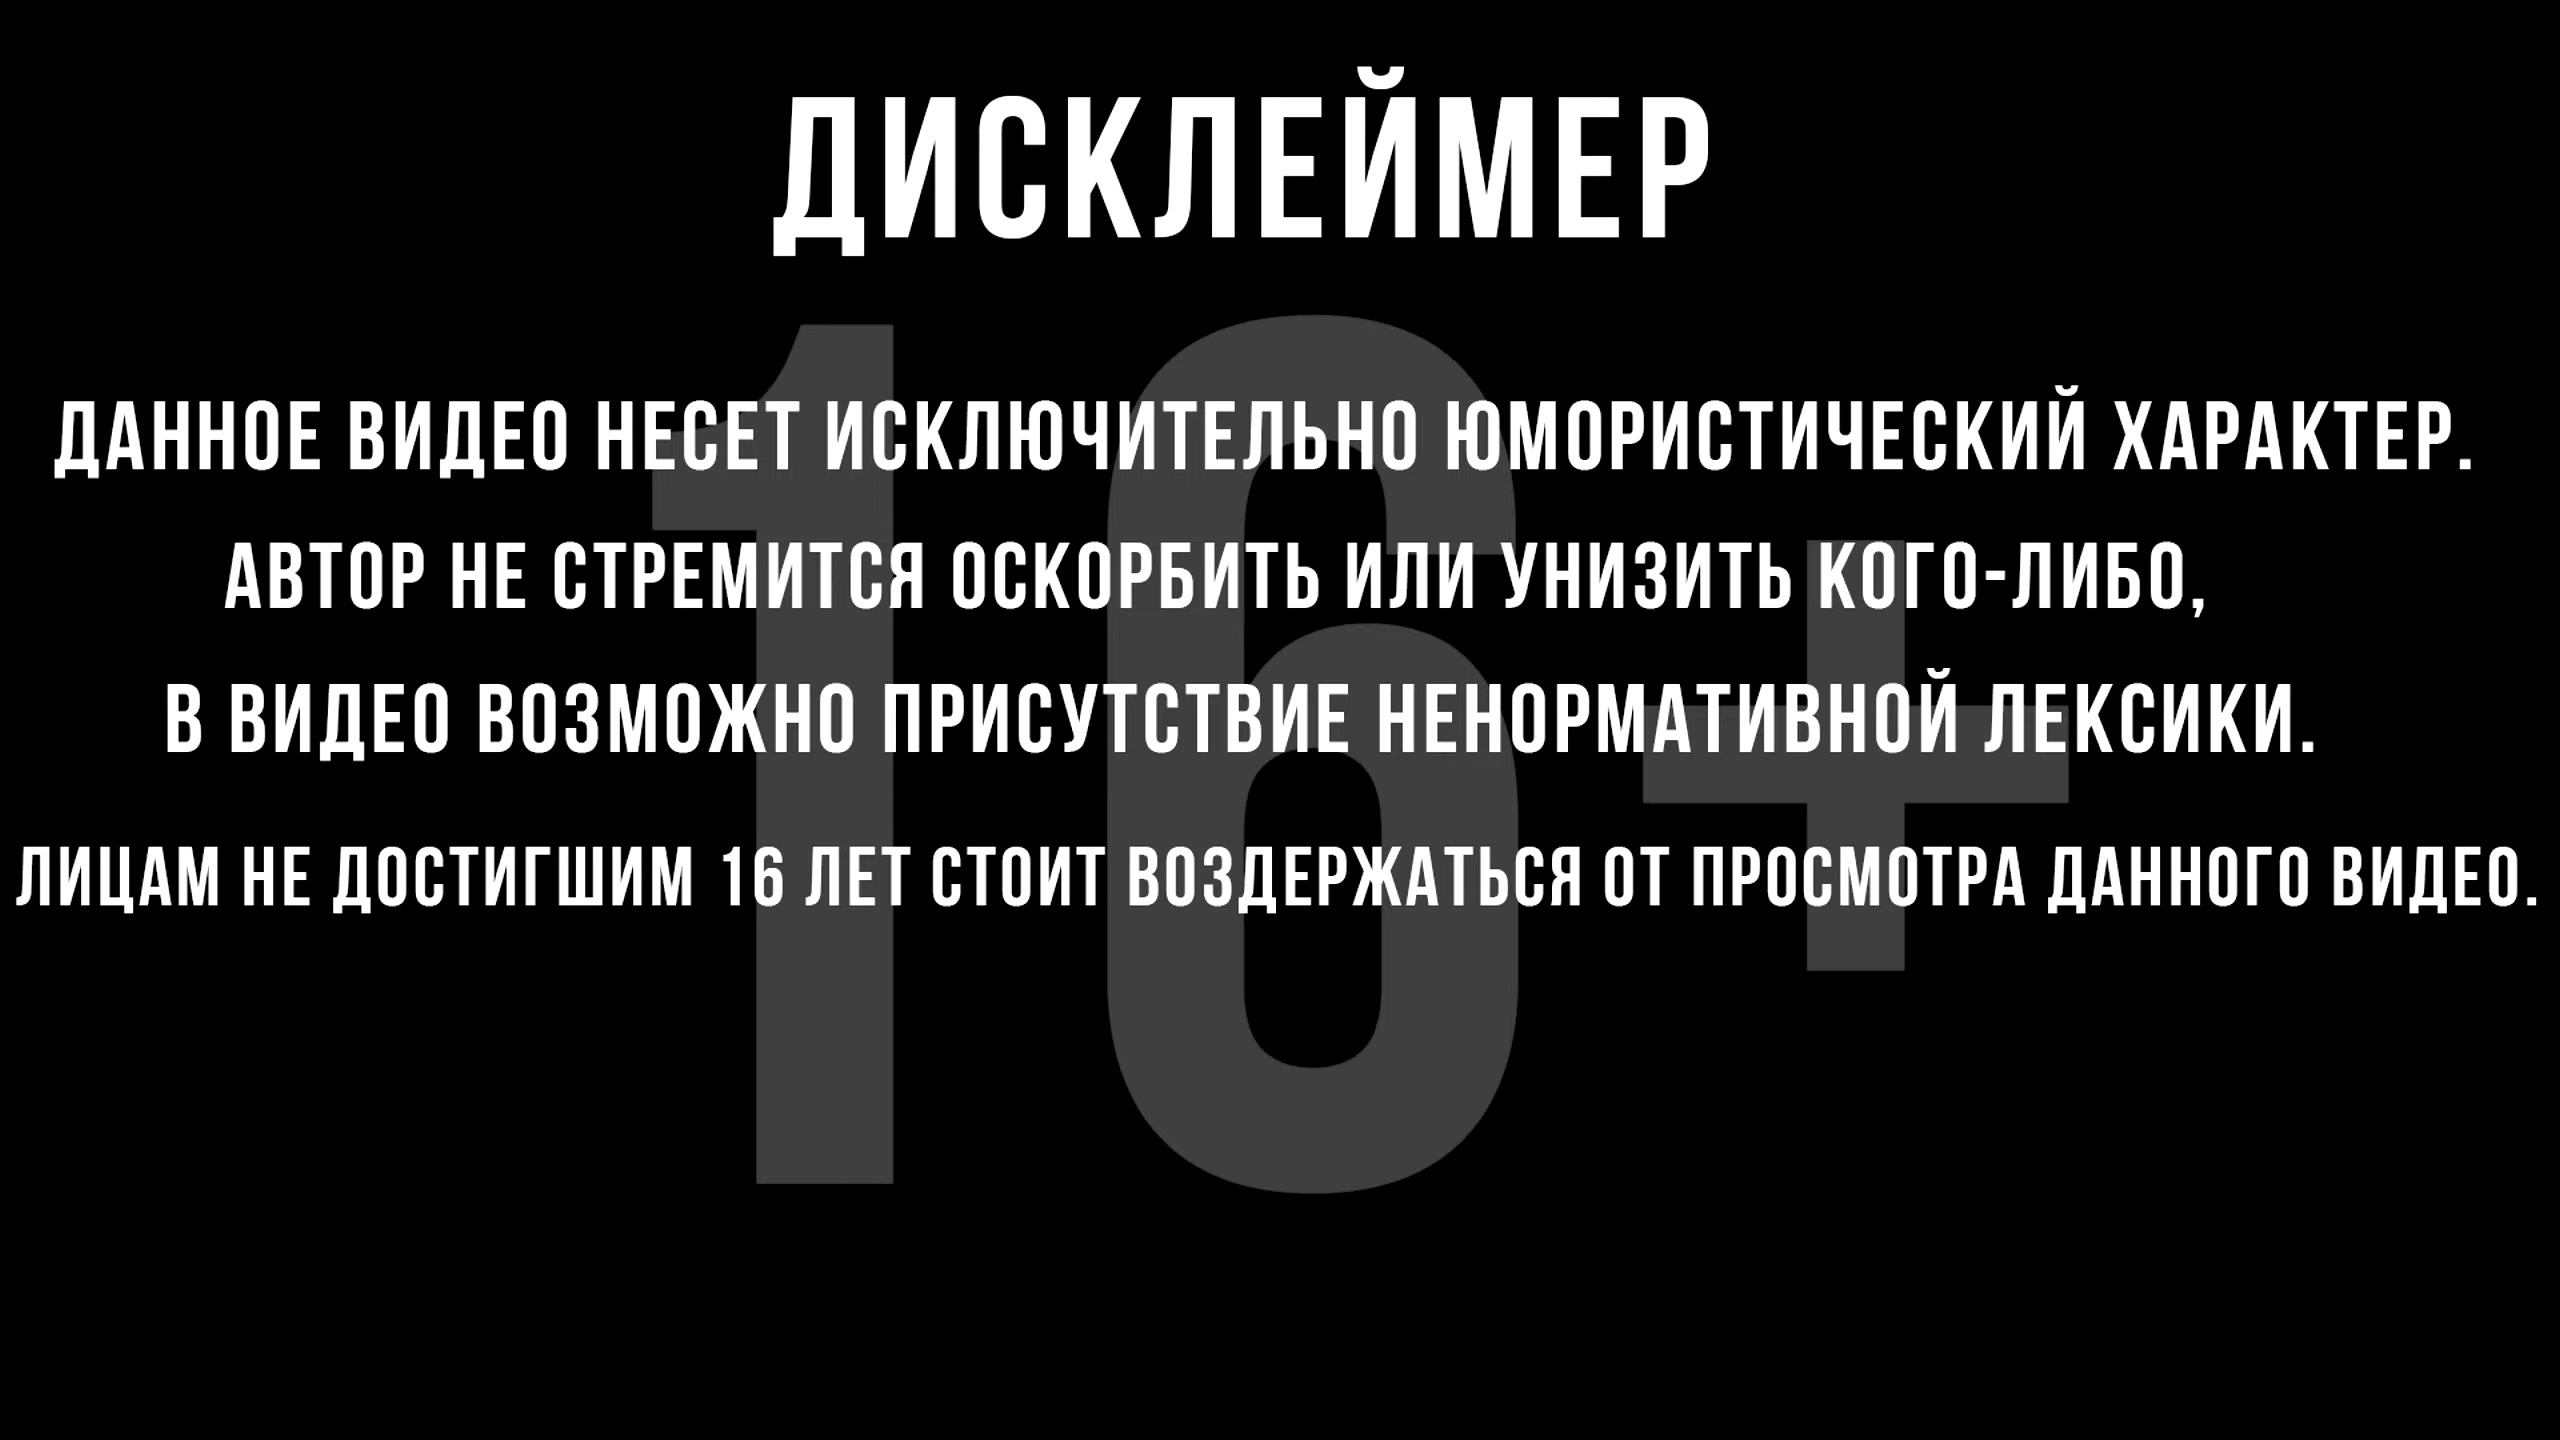 ДИСКЛЕЙМЕР
ДАННОЕ ВИДЕО НЕСЕТ ИСКЛЮЧИТЕЛЬНО ЮМОРИСТИЧЕСКИЙ ХАРАКТЕР.
АВТОР НЕ СТРЕМИТСЯ ОСКОРБИТЬ ИЛИ УНИЗИТЬ КОГО-ЛИБО,
В ВИДЕО ВОЗМОЖНО ПРИСУТСТВИЕ НЕНОРМАТИВНОЙ ЛЕКСИКИ.
ЛИЦАМ НЕ ДОСТИГШИМ 16 ЛЕТ СТОИТ ВОЗДЕРЖАТЬСЯ ОТ ПРОСМОТРА ДАННОГО ВИДЕО.
16+